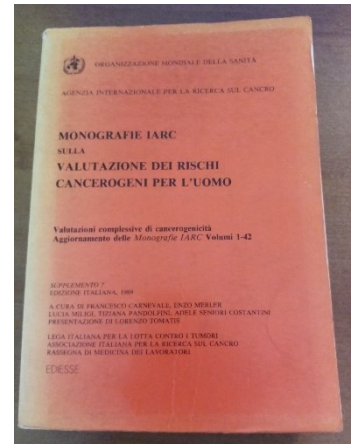 ORGANIZZAZIONE MONDIALE DELLA SANITÀ
AGENZIA INTERNAZIONALE PER LA RICERCA SUL CANCRO
MONOGRAFIE IARC
SULLA
VALUTAZIONE DEI RISCHI
CANCEROGENI PER L'UOMO
Valutazioni complessive di cancerogenicità
Aggiornamento delle Monografie IARC Volumi 1-42
SUPPLEMENTO 7
EDIZIONE ITALIANA, 1989
A CURA DI FRANCESCO CARNEVALE, ENZO MERLER
LUCIA MILIGI, TIZIANA PANDOLFINI, ADELE SENIORI COSTANTINI
PRESENTAZIONE DI LORENZO TOMATIS
LEGA ITALIANA PER LA LOTTA CONTRO I TUMORI
ASSOCIAZIONE ITALIANA PER LA RICERCA SUL CANCRO
RASSEGNA DI MEDICINA DEI LAVORATORI
EDIESSE